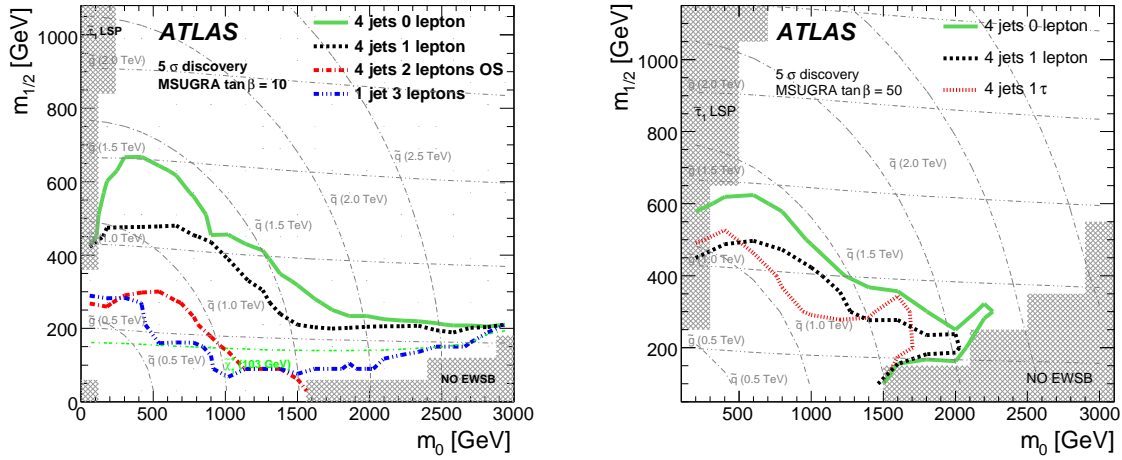 ATLAS
5 σ discovery
MSUGRA tan β = 10
4 jets 0 lepton
4 jets 1 lepton
4 jets 2 leptons OS
1 jet 3 leptons
LSP
(2.0 TeV)
(1.5 TeV)
(1.0 TeV)
g̃ (0.5 TeV)
q̃ (0.5 TeV)
q̃ (1.0 TeV)
q̃ (1.5 TeV)
q̃ (2.0 TeV)
q̃ (2.5 TeV)
(103 GeV)
NO EWSB
m1/2 [GeV]
1000
800
600
400
200
0
0 500 1000 1500 2000 2500 3000
m0 [GeV]
ATLAS
5 σ discovery
MSUGRA tan β = 50
4 jets 0 lepton
4 jets 1 lepton
4 jets 1 τ
τ̃1 LSP
g̃ (2.0 TeV)
g̃ (1.5 TeV)
(1.0 TeV)
g̃ (0.5 TeV)
q̃ (0.5 TeV)
q̃ (1.0 TeV)
q̃ (1.5 TeV)
q̃ (2.0 TeV)
NO EWSB
m1/2 [GeV]
1000
800
600
400
200
0 500 1000 1500 2000 2500 3000
m0 [GeV]